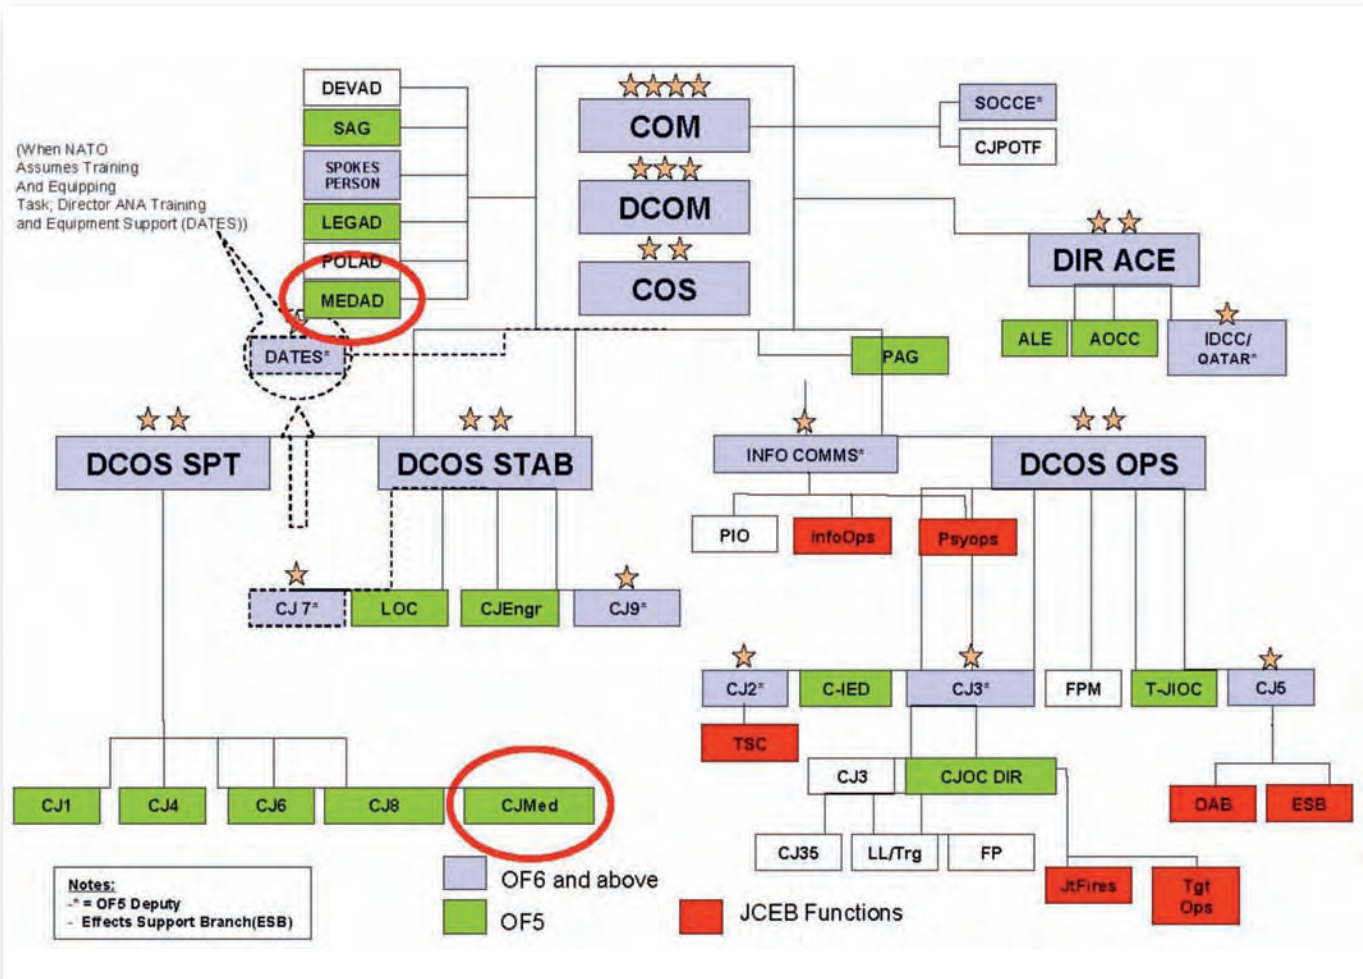 DEVAD
SAG
SPOKES
PERSON
LEGAD
POLAD
MEDAD
(When NATO
Assumes Training
And Equipping
Task; Director ANA Training
and Equipment Support (DATES))
DATES*
COM
DCOM
COS
SOCCE*
CJPOTF
DIR ACE
ALE
AOCC
IDCC/
QATAR*
PAG
DCOS SPT
DCOS STAB
INFO COMMS*
DCOS OPS
PIO
InfoOps
Psyops
CJ 7*
LOC
CJEngr
CJ9*
CJ2*
C-IED
CJ3*
FPM
T-JIOC
CJ5
TSC
CJ3
CJOC DIR
OAB
ESB
CJ1
CJ4
CJ6
CJ8
CJMed
CJ35
LL/Trg
FP
JtFires
Tgt
Ops
Notes:
-* = OF5 Deputy
- Effects Support Branch(ESB)
OF6 and above
OF5
JCEB Functions